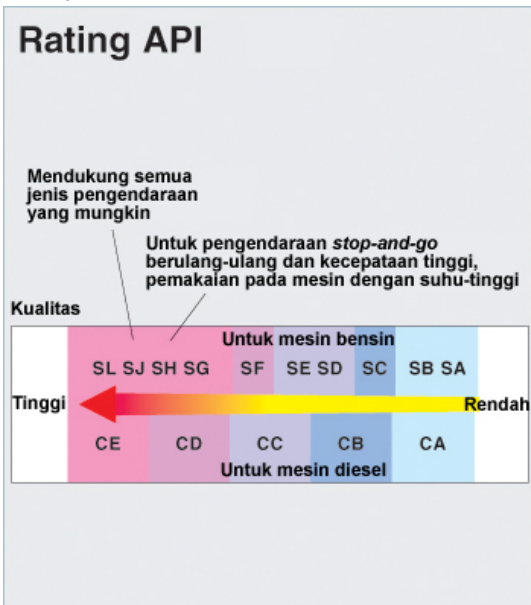 Rating API
Mendukung semua
jenis pengendaraan
yang mungkin
Untuk pengendaraan stop-and-go
berulang-ulang dan kecepataan tinggi,
pemakaian pada mesin dengan suhu-tinggi
Kualitas
Untuk mesin bensin
SL SJ SH SG SF SE SD SC SB SA
Tinggi Rendah
CE CD CC CB CA
Untuk mesin diesel